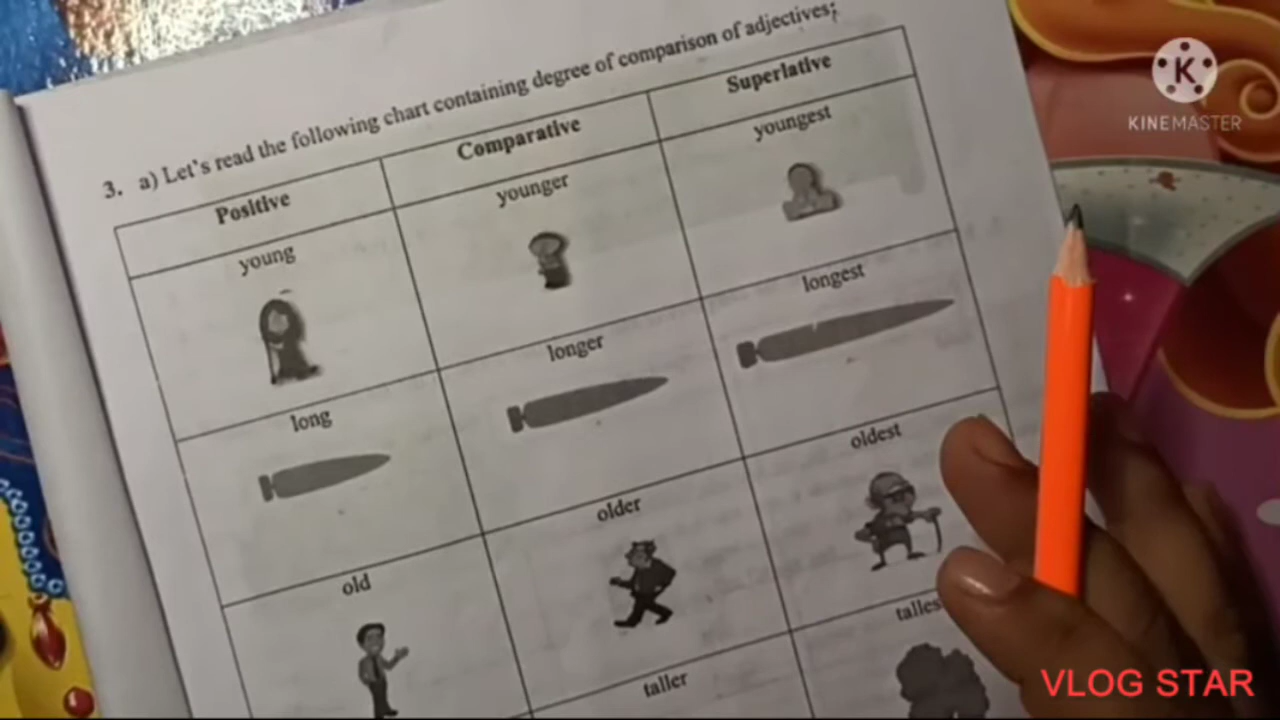 3. a) Let's read the following chart containing degree of comparison of adjectives;
Positive Comparative Superlative
young younger youngest
long longer longest
old older oldest
taller
KINEMASTER
VLOG STAR